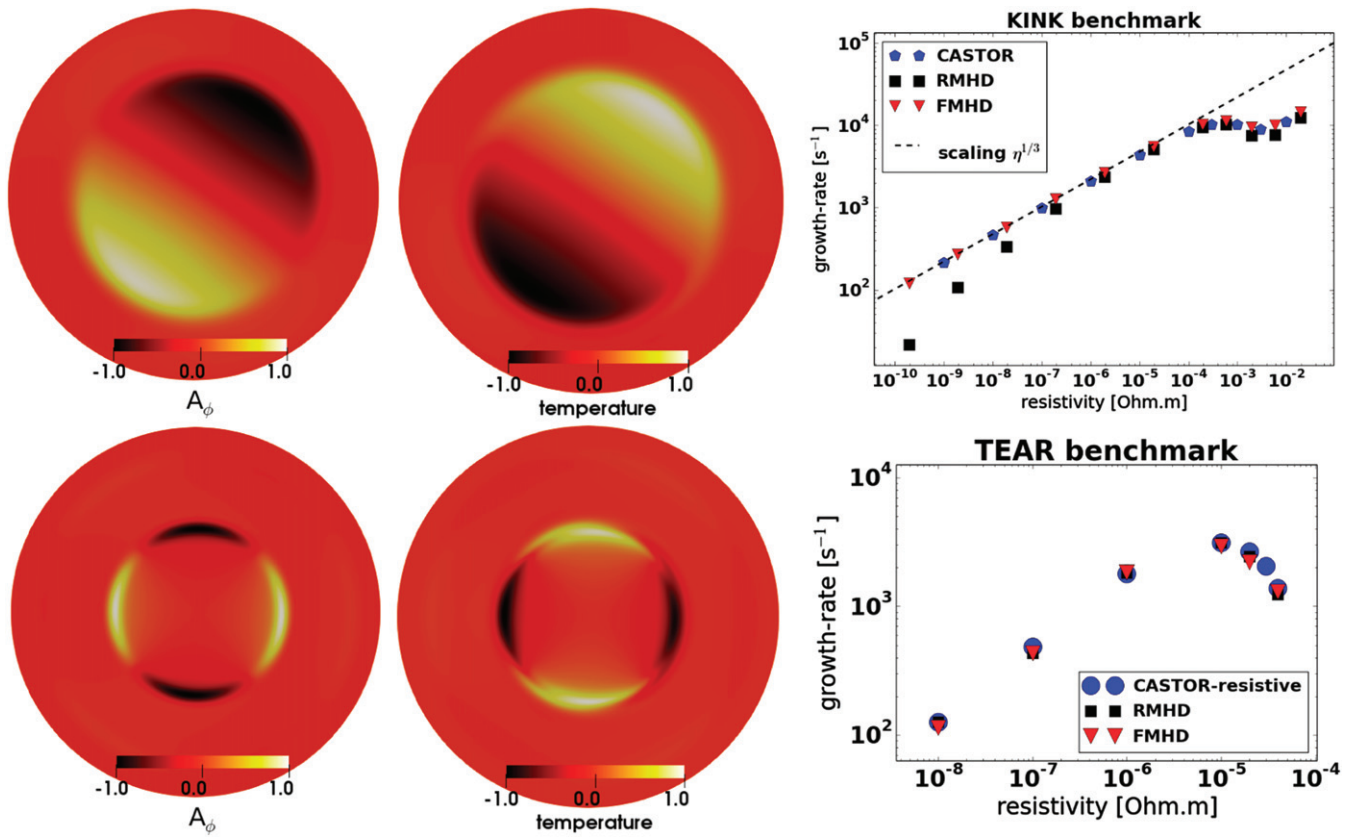 -1.0 0.0 1.0
A_ϕ
-1.0 0.0 1.0
temperature
KINK benchmark
CASTOR
RMHD
FMHD
scaling η^{1/3}
growth-rate [s^{-1}]
10^5
10^4
10^3
10^2
10^{-10} 10^{-9} 10^{-8} 10^{-7} 10^{-6} 10^{-5} 10^{-4} 10^{-3} 10^{-2}
resistivity [Ohm.m]
-1.0 0.0 1.0
A_ϕ
-1.0 0.0 1.0
temperature
TEAR benchmark
growth-rate [s^{-1}]
10^4
10^3
10^2
CASTOR-resistive
RMHD
FMHD
10^{-8} 10^{-7} 10^{-6} 10^{-5} 10^{-4}
resistivity [Ohm.m]